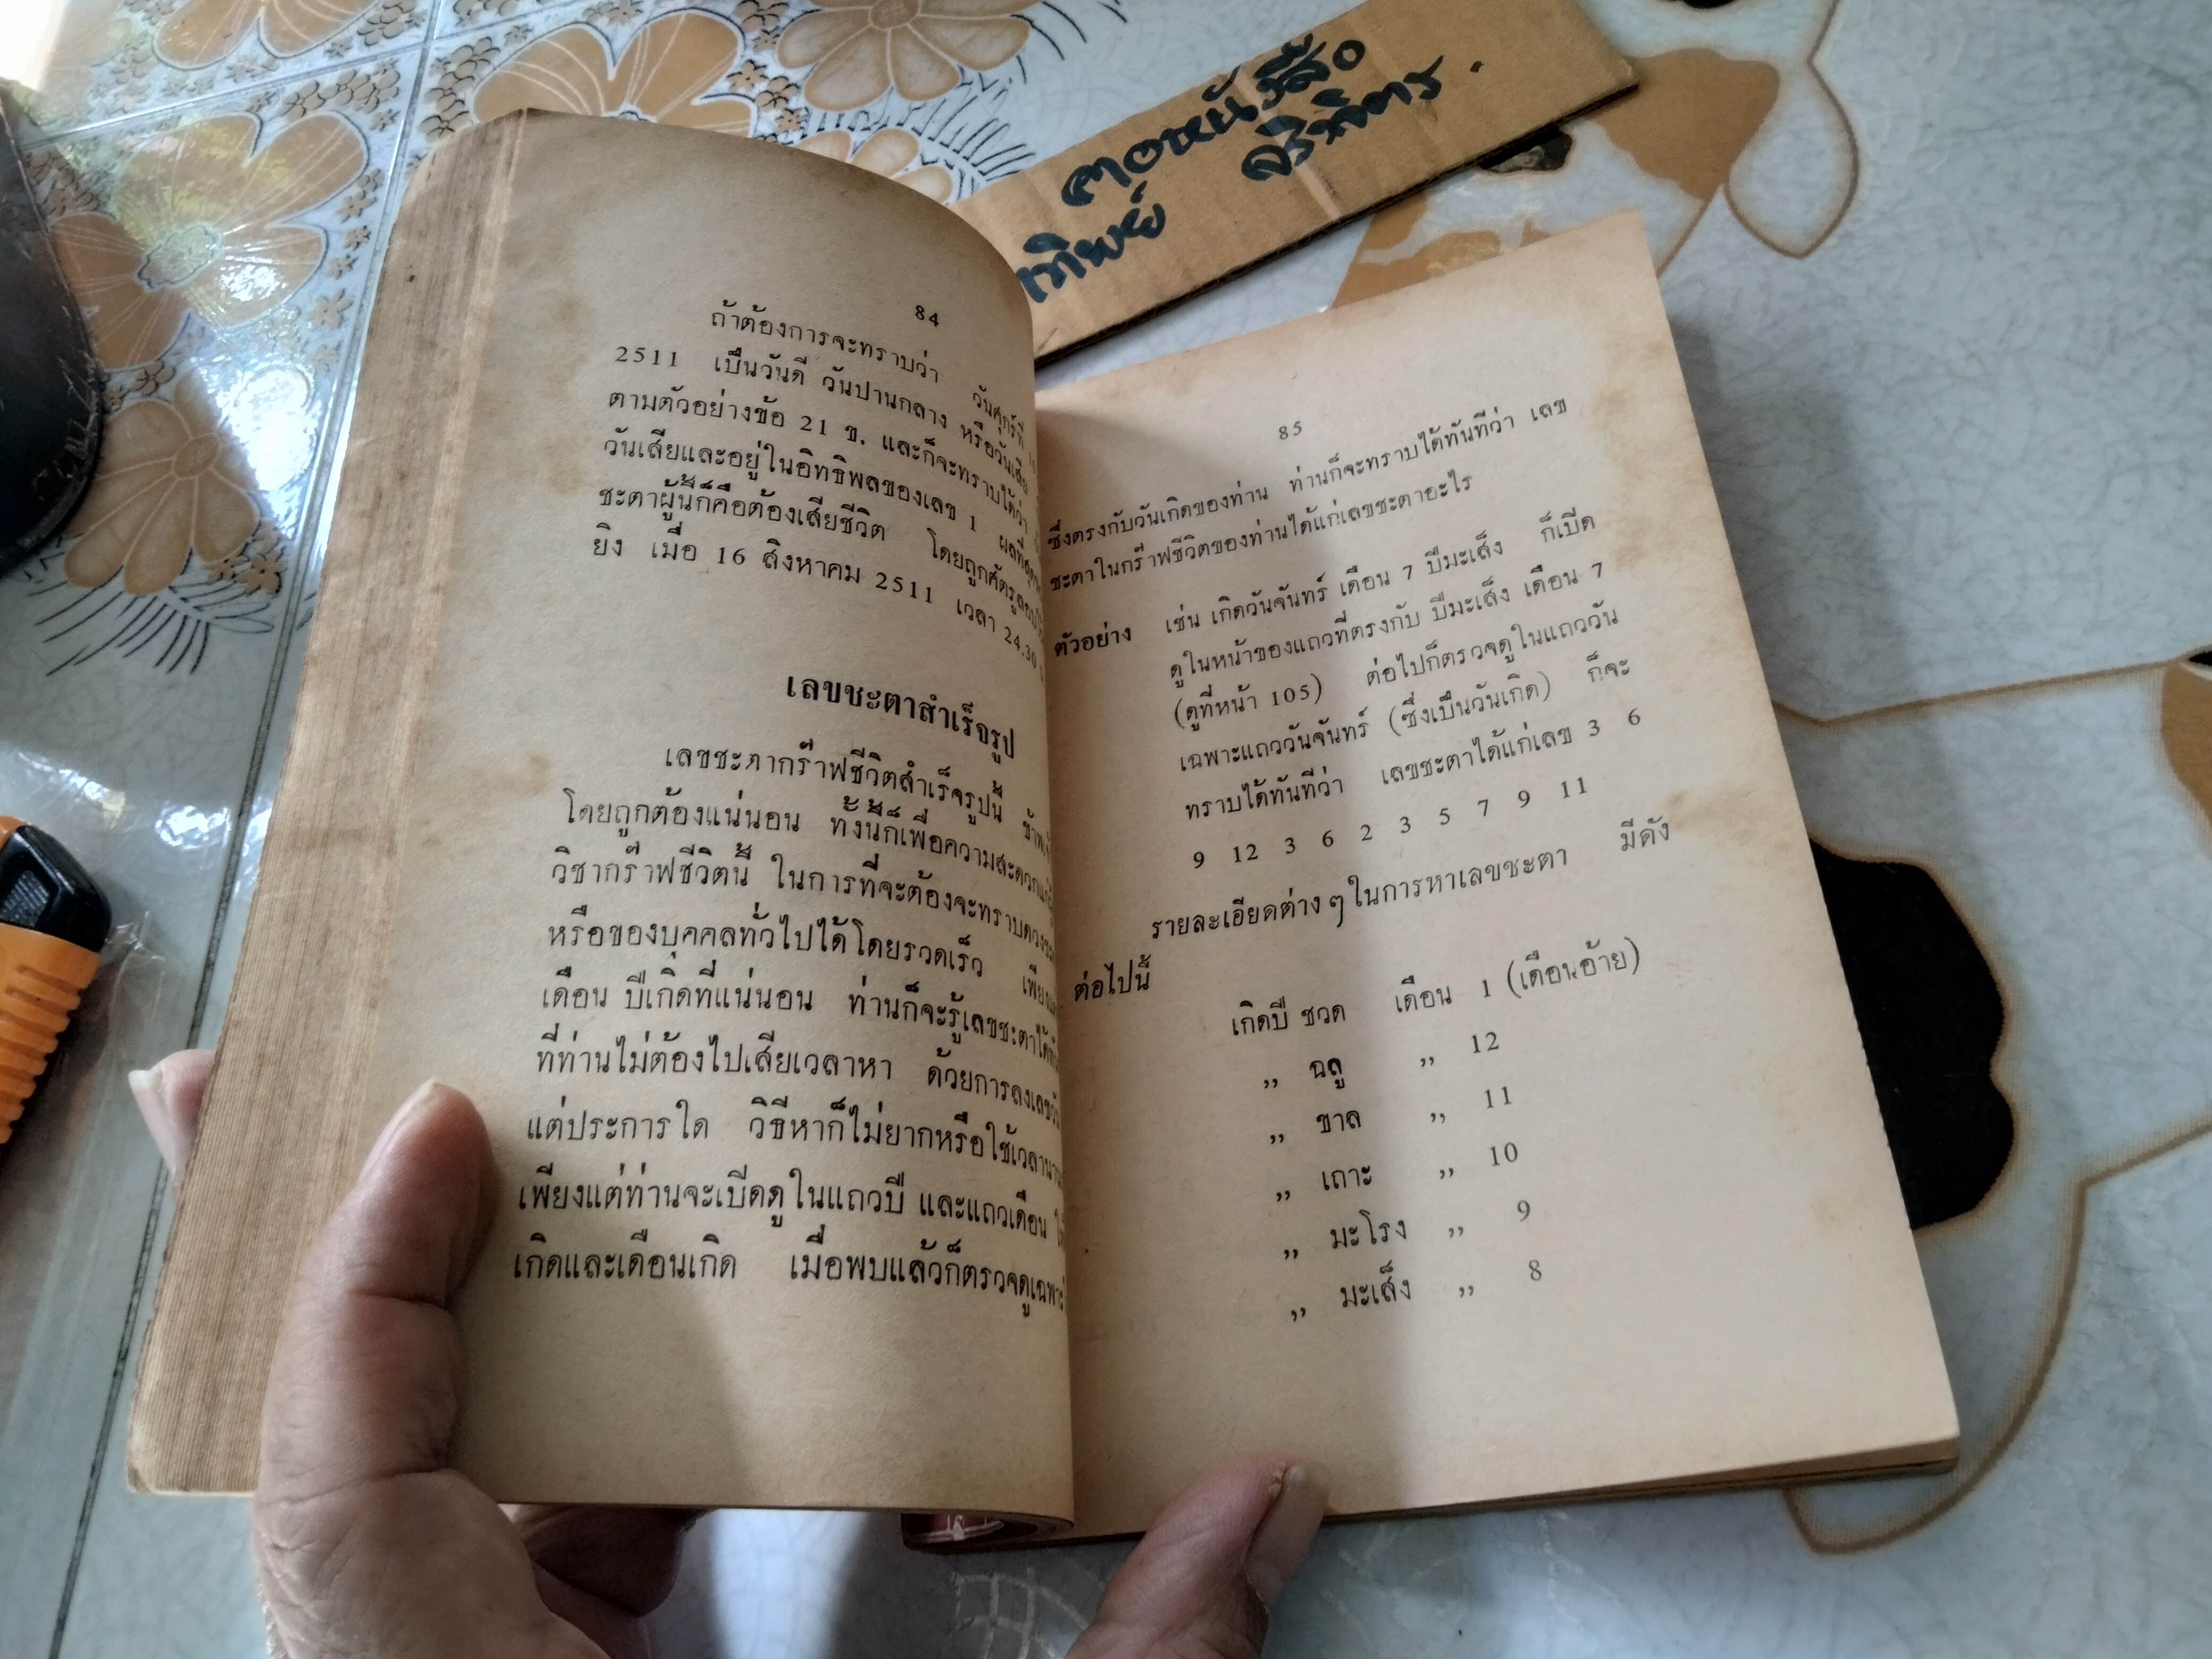 ตองหนังสือ
ทิพย์ วิจิตร.
84
ถ้าต้องการจะทราบว่า วันศุกร์ที่
2511 เป็นวันดี วันปานกลาง หรือวันเสีย
ตามตัวอย่างข้อ 21 ข. และก็จะทราบได้ว่า
วันเสียและอยู่ในอิทธิพลของเลข 1 ผลที่สุด
ชะตาผู้นี้ก็คือต้องเสียชีวิต โดยถูกศัตรูลอบ
ยิง เมื่อ 16 สิงหาคม 2511 เวลา 24.30
เลขชะตาสำเร็จรูป
เลขชะตากร๊าฟชีวิตสำเร็จรูปนี้
โดยถูกต้องแน่นอน ทั้งนี้ก็เพื่อความสะดวก
วิชากร๊าฟชีวิตนี้ ในการที่จะต้องจะทราบดวง
หรือของบุคคลทั่วไปได้โดยรวดเร็ว เพียง
เดือน ปีเกิดที่แน่นอน ท่านก็จะรู้เลขชะตาได้
ที่ท่านไม่ต้องไปเสียเวลาหา ด้วยการลงเลข
แต่ประการใด วิธีหาก็ไม่ยากหรือใช้เวลา
เพียงแต่ท่านจะเปิดดูในแถวปี และแถวเดือน
เกิดและเดือนเกิด เมื่อพบแล้วก็ตรวจดูเฉพาะ
85
ซึ่งตรงกับวันเกิดของท่าน ท่านก็จะทราบได้ทันทีว่า เลข
ชะตาในกร๊าฟชีวิตของท่านได้แก่เลขชะตาอะไร
ตัวอย่าง เช่น เกิดวันจันทร์ เดือน 7 ปีมะเส็ง ก็เปิด
ดูในหน้าของแถวที่ตรงกับ ปีมะเส็ง เดือน 7
(ดูที่หน้า 105) ต่อไปก็ตรวจดูในแถววัน
เฉพาะแถววันจันทร์ (ซึ่งเป็นวันเกิด) ก็จะ
ทราบได้ทันทีว่า เลขชะตาได้แก่เลข 3 6
9 12 3 6 2 3 5 7 9 11
รายละเอียดต่าง ๆ ในการหาเลขชะตา มีดัง
ต่อไปนี้
เกิดปี ชวด เดือน 1 (เดือนอ้าย)
,, ฉลู ,, 12
,, ขาล ,, 11
,, เถาะ ,, 10
,, มะโรง ,, 9
,, มะเส็ง ,, 8